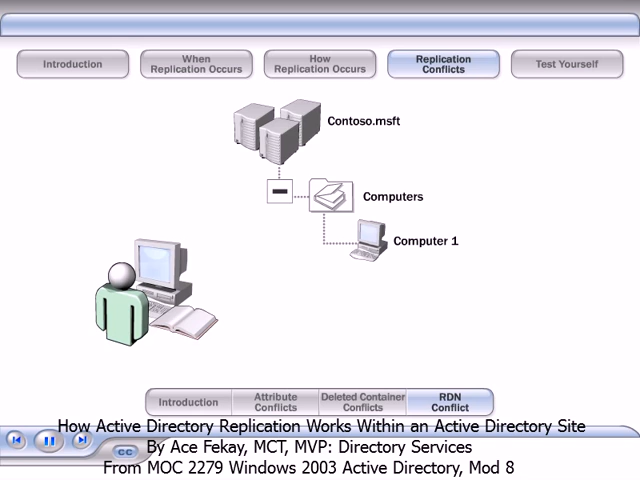 Introduction
When
Replication Occurs
How
Replication Occurs
Replication
Conflicts
Test Yourself
Contoso.msft
Computers
Computer 1
Introduction
Attribute
Conflicts
Deleted Container
Conflicts
RDN
Conflict
How Active Directory Replication Works Within an Active Directory Site
CC
By Ace Fekay, MCT, MVP: Directory Services
From MOC 2279 Windows 2003 Active Directory, Mod 8